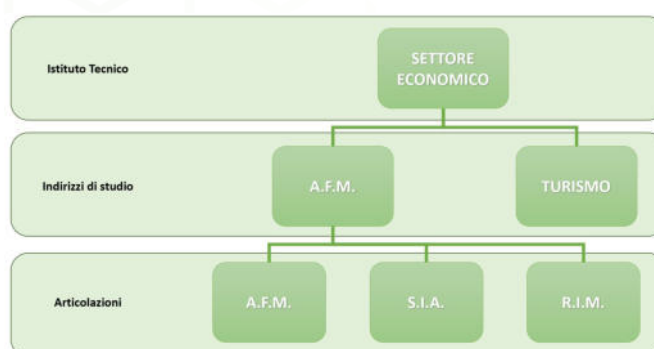 Istituto Tecnico
SETTORE
ECONOMICO
Indirizzi di studio
A.F.M.
TURISMO
Articolazioni
A.F.M.
S.I.A.
R.I.M.